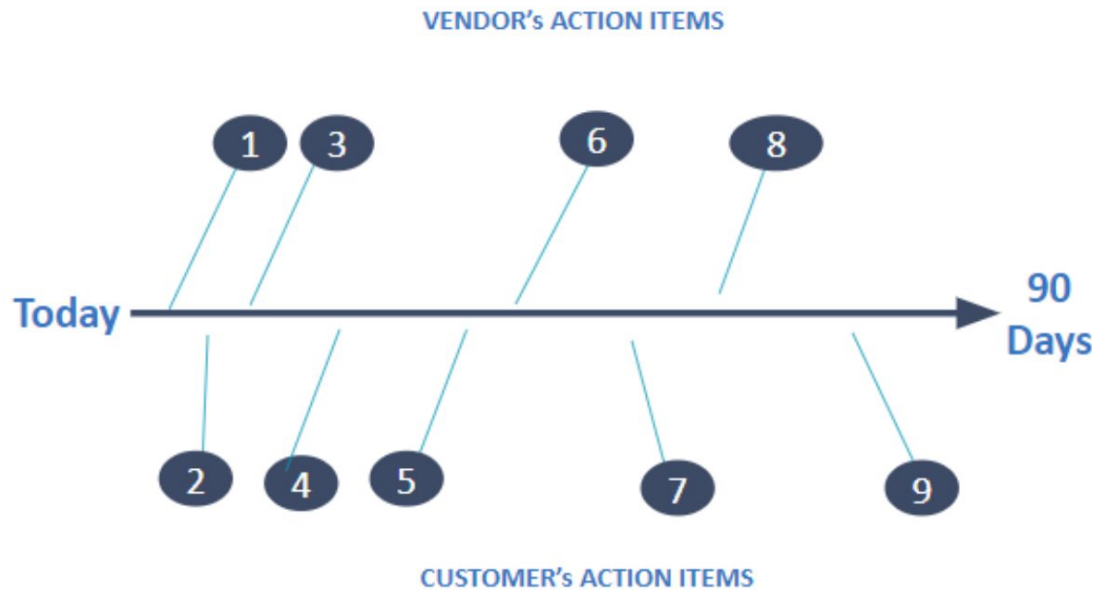 VENDOR's ACTION ITEMS
1 3 6 8
Today
90
Days
2 4 5 7 9
CUSTOMER's ACTION ITEMS